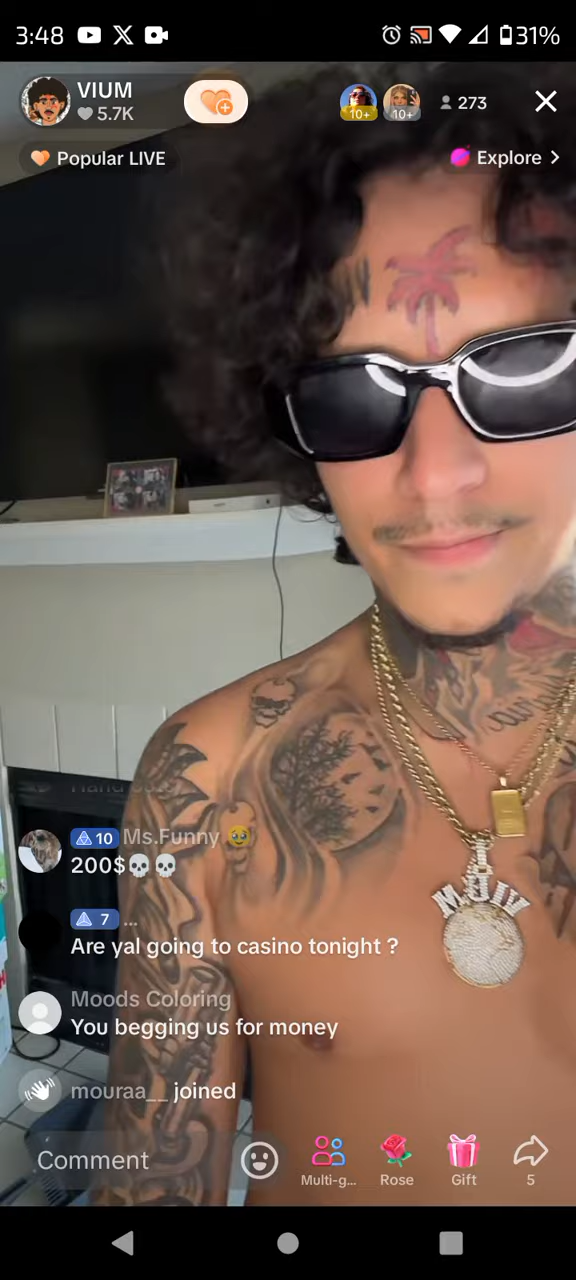 3:48
31%
VIUM
5.7K
10+
10+
273
Popular LIVE
Explore
10 Ms.Funny 🥹
200$💀💀
7 ...
Are yal going to casino tonight ?
Moods Coloring
You begging us for money
mouraa__ joined
Comment
Multi-g...
Rose
Gift
5